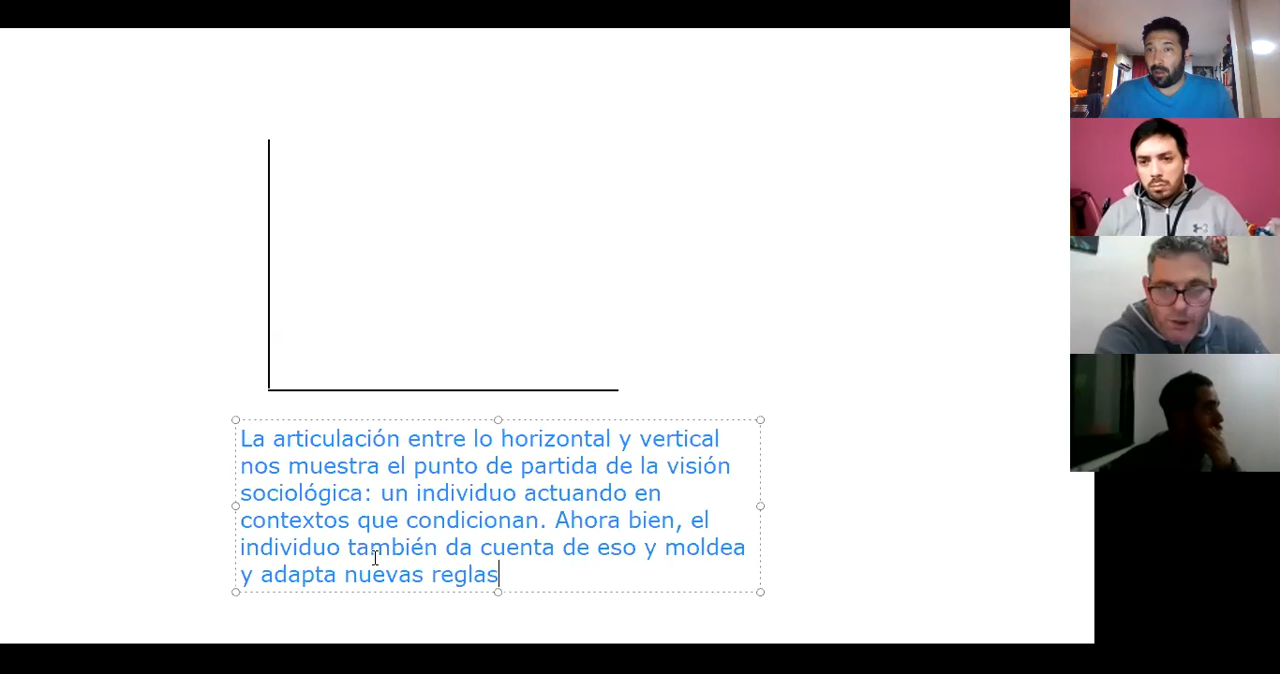 La articulación entre lo horizontal y vertical
nos muestra el punto de partida de la visión
sociológica: un individuo actuando en
contextos que condicionan. Ahora bien, el
individuo también da cuenta de eso y moldea
y adapta nuevas reglas